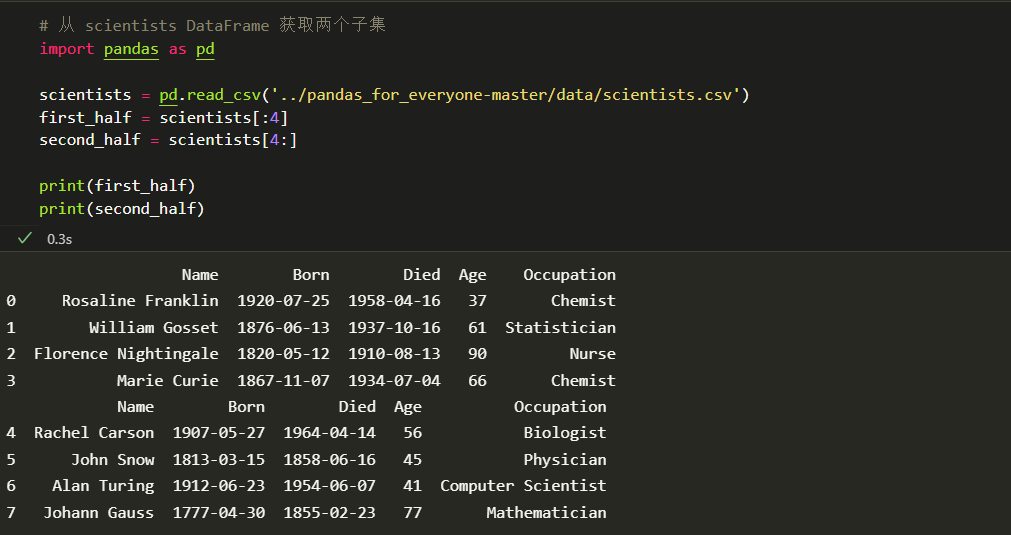 # 从 scientists DataFrame 获取两个子集
import pandas as pd
scientists = pd.read_csv('../pandas_for_everyone-master/data/scientists.csv')
first_half = scientists[:4]
second_half = scientists[4:]
print(first_half)
print(second_half)
0.3s
Name Born Died Age Occupation
0 Rosaline Franklin 1920-07-25 1958-04-16 37 Chemist
1 William Gosset 1876-06-13 1937-10-16 61 Statistician
2 Florence Nightingale 1820-05-12 1910-08-13 90 Nurse
3 Marie Curie 1867-11-07 1934-07-04 66 Chemist
Name Born Died Age Occupation
4 Rachel Carson 1907-05-27 1964-04-14 56 Biologist
5 John Snow 1813-03-15 1858-06-16 45 Physician
6 Alan Turing 1912-06-23 1954-06-07 41 Computer Scientist
7 Johann Gauss 1777-04-30 1855-02-23 77 Mathematician